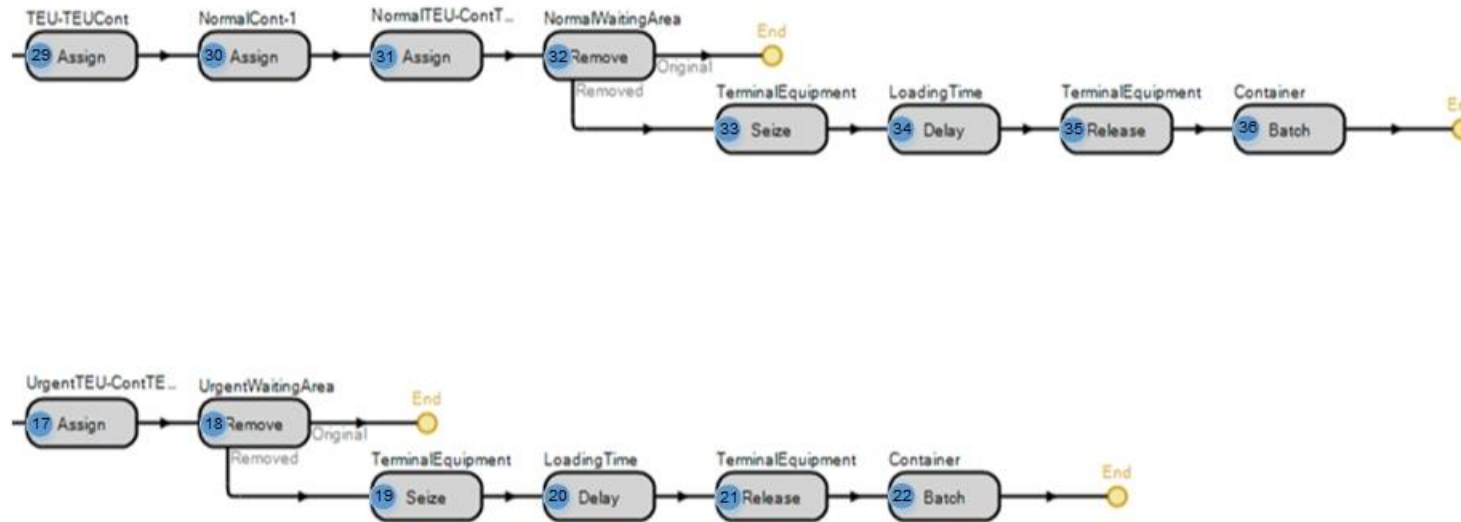 TEU-TEUCont NormalCont-1 NormalTEU-ContT... NormalWaitingArea
End
29 Assign 30 Assign 31 Assign 32 Remove
Original
Removed
TerminalEquipment LoadingTime TerminalEquipment Container
En
33 Seize 34 Delay 35 Release 36 Batch
UrgentTEU-ContTE... UrgentWaitingArea
End
17 Assign 18 Remove
Original
Removed
TerminalEquipment LoadingTime TerminalEquipment Container
End
19 Seize 20 Delay 21 Release 22 Batch